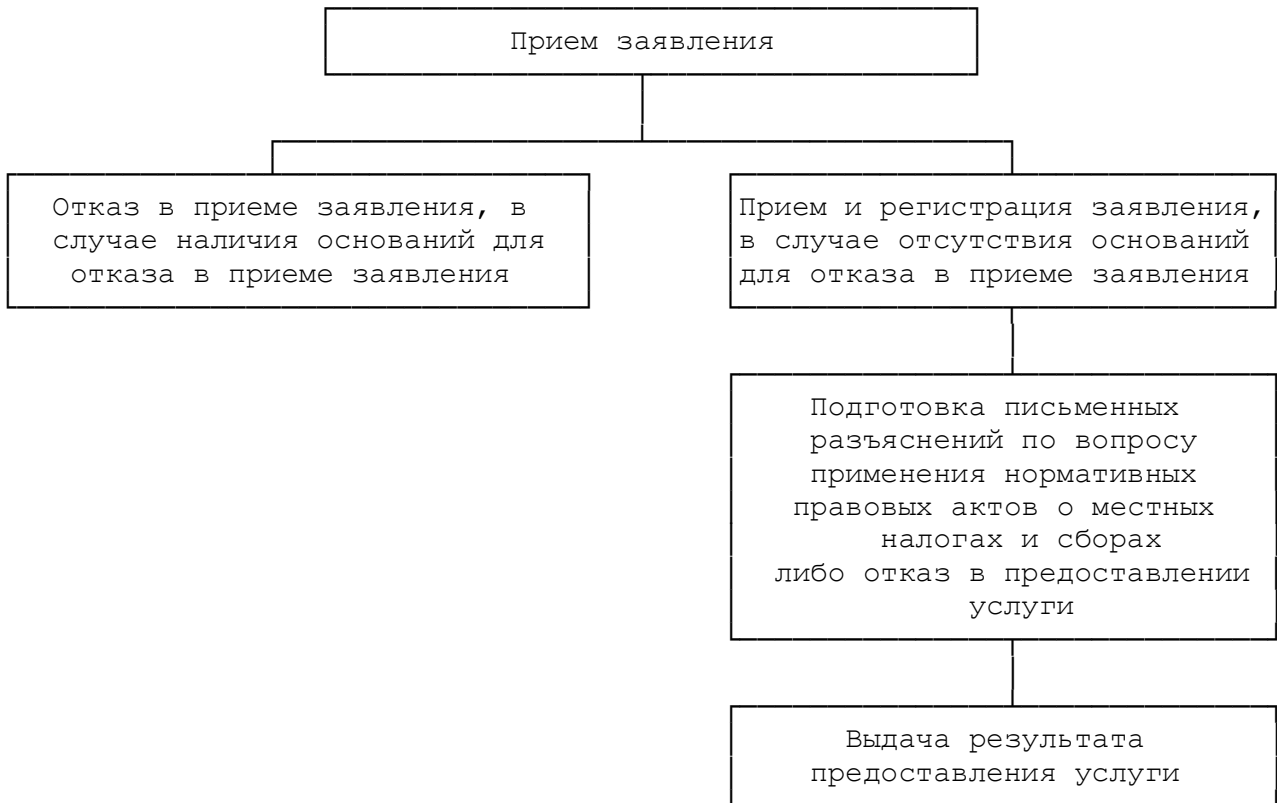 Прием заявления
Отказ в приеме заявления, в
случае наличия оснований для
отказа в приеме заявления
Прием и регистрация заявления,
в случае отсутствия оснований
для отказа в приеме заявления
Подготовка письменных
разъяснений по вопросу
применения нормативных
правовых актов о местных
налогах и сборах
либо отказ в предоставлении
услуги
Выдача результата
предоставления услуги